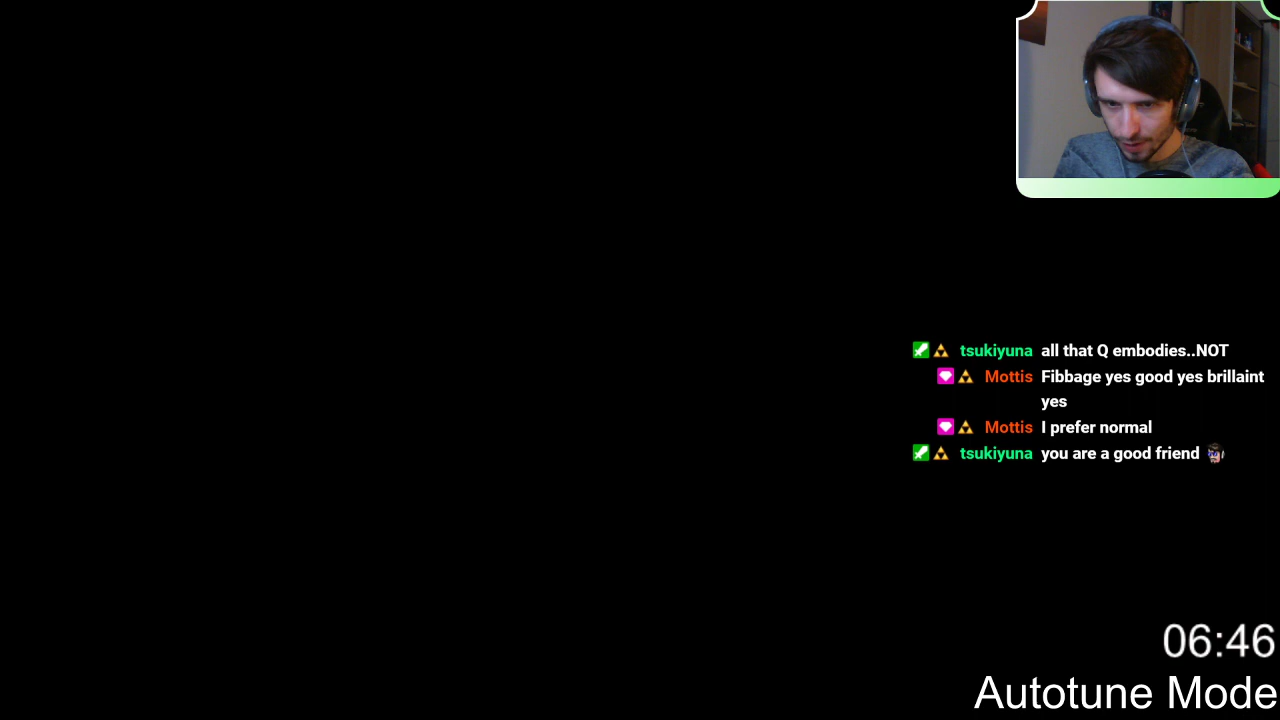 tsukiyuna all that Q embodies..NOT
Mottis Fibbage yes good yes brillaint
yes
Mottis I prefer normal
tsukiyuna you are a good friend
06:46
Autotune Mode